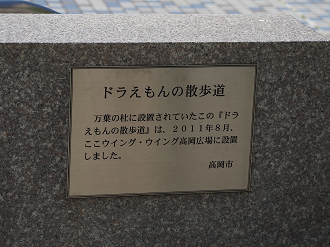 ドラえもんの散歩道
万葉の杜に設置されていたこの『ドラ
えもんの散歩道』は、２０１１年８月、
ここウイング・ウイング高岡広場に設置
しました。
高岡市